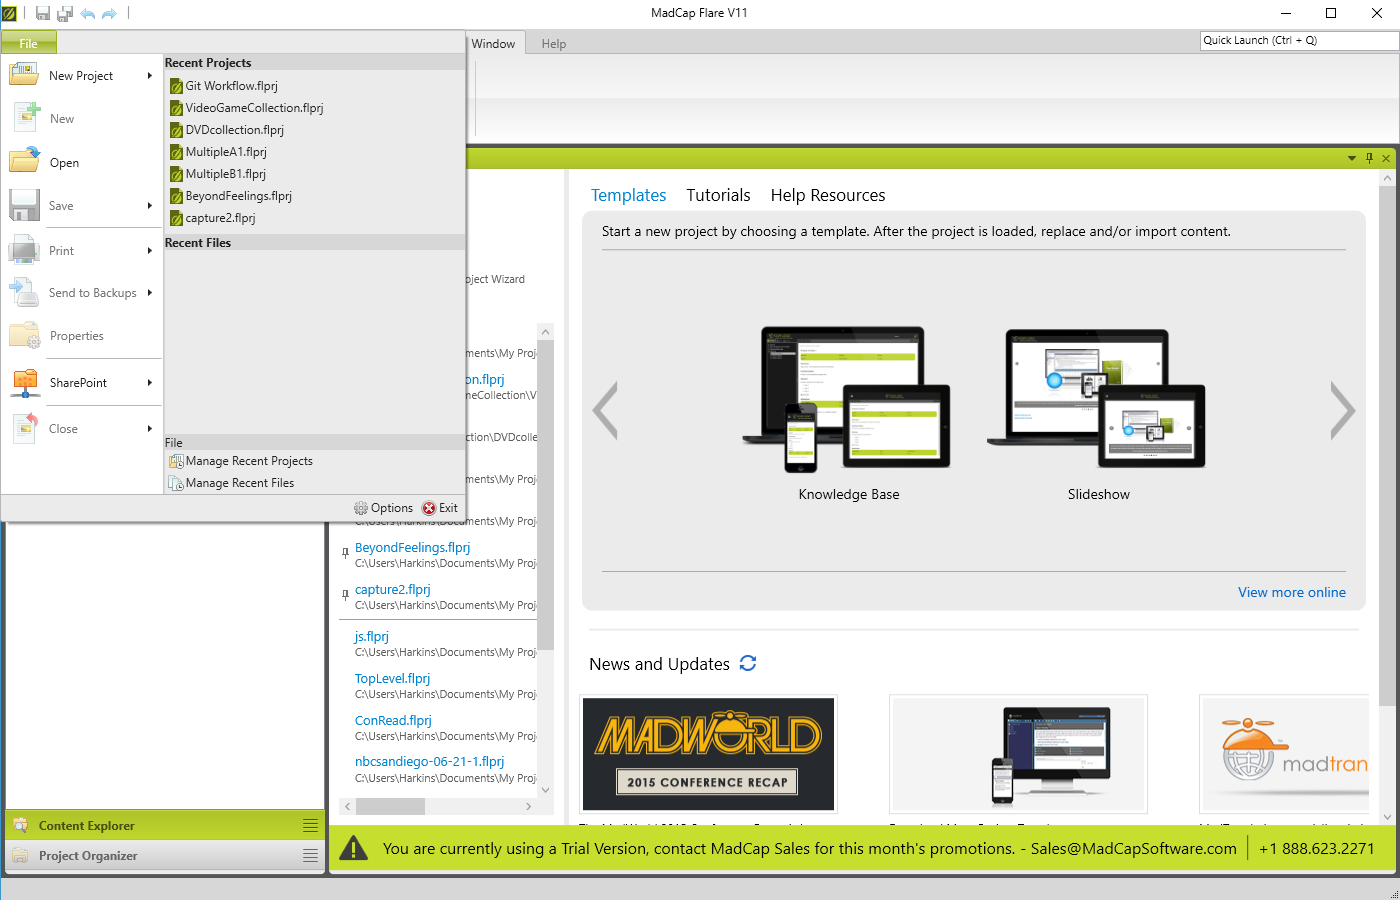 MadCap Flare V11
File
Window
Help
Quick Launch (Ctrl + Q)
New Project
New
Open
Save
Print
Send to Backups
Properties
SharePoint
Close
Recent Projects
Git Workflow.flprj
VideoGameCollection.flprj
DVDcollection.flprj
MultipleA1.flprj
MultipleB1.flprj
BeyondFeelings.flprj
capture2.flprj
Recent Files
File
Manage Recent Projects
Manage Recent Files
Options
Exit
oject Wizard
ocuments\My Proj
on.flprj
meCollection\V
ction\DVDcolle
ments\My Proj
ments\My Proj
C:\Users\Harkins\Documents\My Proj
BeyondFeelings.flprj
C:\Users\Harkins\Documents\My Proj
capture2.flprj
C:\Users\Harkins\Documents\My Proj
js.flprj
C:\Users\Harkins\Documents\My Proj
TopLevel.flprj
C:\Users\Harkins\Documents\My Proj
ConRead.flprj
C:\Users\Harkins\Documents\My Proj
nbcsandiego-06-21-1.flprj
C:\Users\Harkins\Documents\My Proj
Templates
Tutorials
Help Resources
Start a new project by choosing a template. After the project is loaded, replace and/or import content.
Knowledge Base
Slideshow
View more online
News and Updates
MADWORLD
2015 CONFERENCE RECAP
madtran
Content Explorer
Project Organizer
You are currently using a Trial Version, contact MadCap Sales for this month's promotions. - Sales@MadCapSoftware.com
+1 888.623.2271